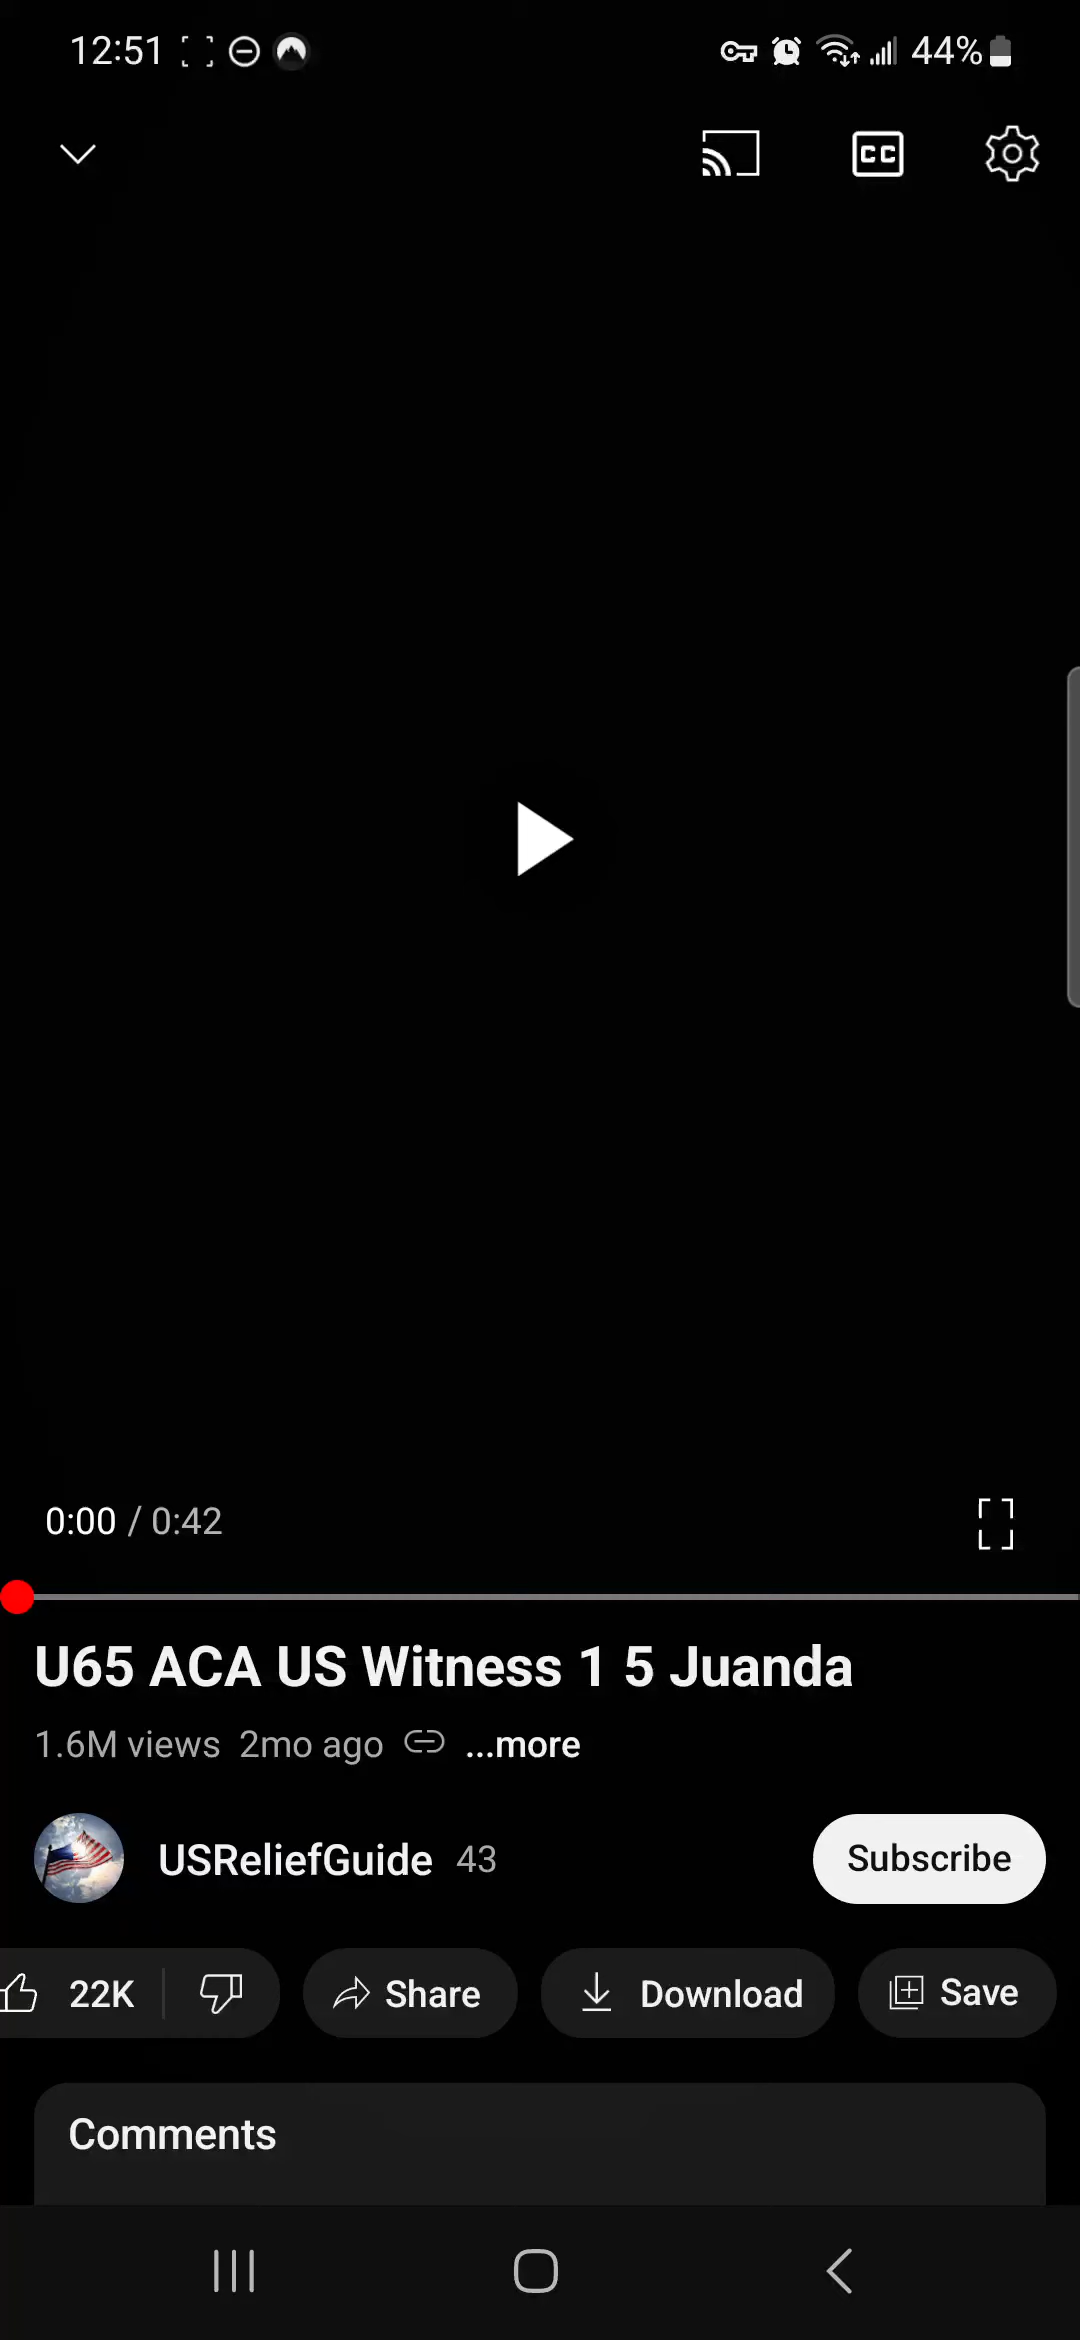 12:51 44%
CC
0:00 / 0:42
U65 ACA US Witness 1 5 Juanda
1.6M views 2mo ago ...more
USReliefGuide 43 Subscribe
22K Share Download Save
Comments